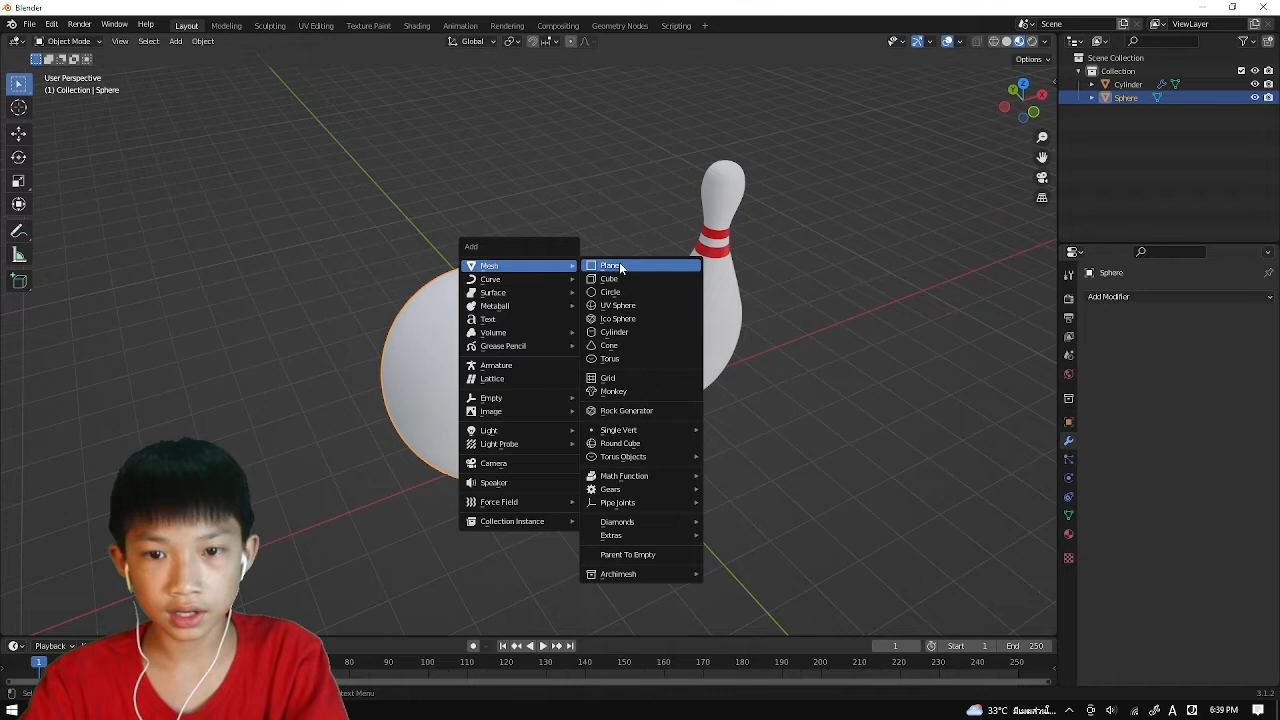 Blender
File Edit Render Window Help Layout Modeling Sculpting UV Editing Texture Paint Shading Animation Rendering Compositing Geometry Nodes Scripting + Scene ViewLayer
Object Mode View Select Add Object Global
Options
User Perspective
(1) Collection | Sphere
Scene Collection
Collection
Cylinder
Sphere
Sphere
Add Modifier
Add
Mesh
Curve
Surface
Metaball
Text
Volume
Grease Pencil
Armature
Lattice
Empty
Image
Light
Light Probe
Camera
Speaker
Force Field
Collection Instance
Plane
Cube
Circle
UV Sphere
Ico Sphere
Cylinder
Cone
Torus
Grid
Monkey
Rock Generator
Single Vert
Round Cube
Torus Objects
Math Function
Gears
Pipe Joints
Diamonds
Extras
Parent To Empty
Archimesh
Z
Y
X
Playback 1 Start 1 End 250
1 80 90 100 110 120 130 140 150 160 170 180 190 200 210 220 230 240 250
Menu 3.1.2
33°C A 6:39 PM